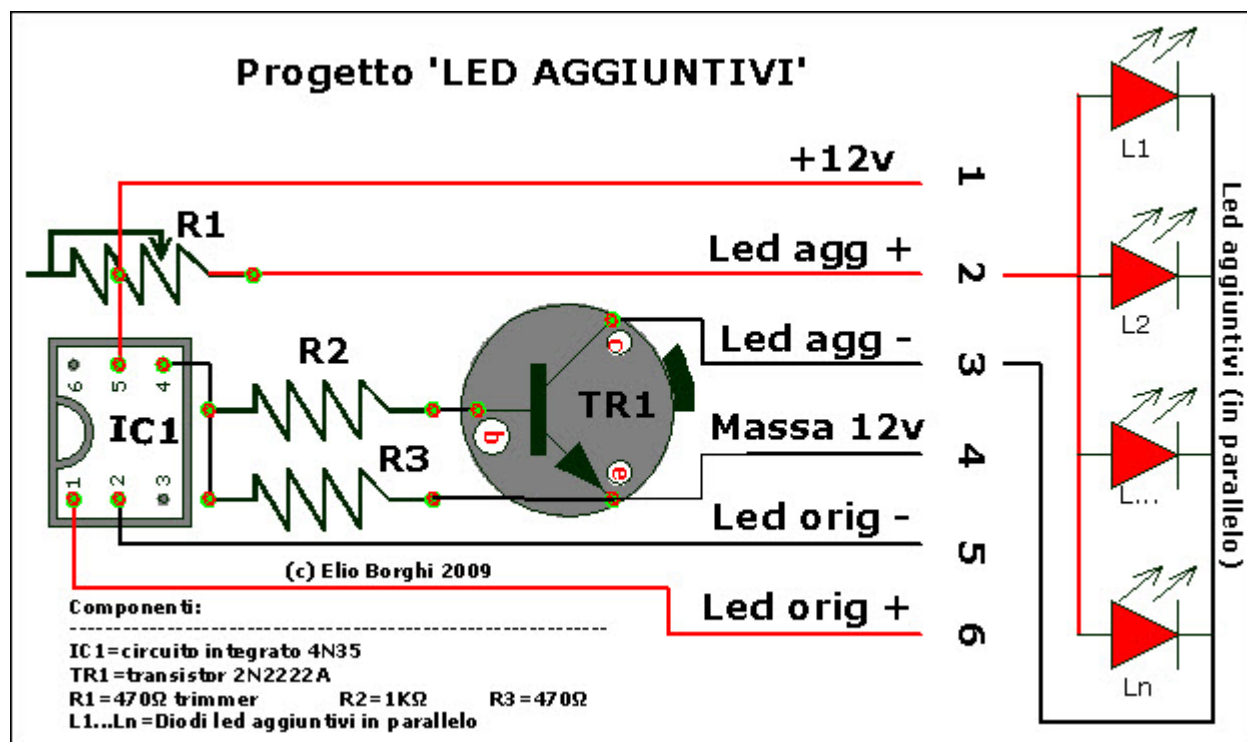 Progetto 'LED AGGIUNTIVI'
+12v
1
R1
Led agg +
2
Led agg -
3
R2
TR1
c
b
e
Massa 12v
4
R3
Led orig -
5
Led orig +
6
6
5
4
IC1
1
2
3
L1
L2
L...
Ln
Led aggiuntivi (in parallelo)
(c) Elio Borghi 2009
Componenti:
------------------------------------------------------------
IC1=circuito integrato 4N35
TR1=transistor 2N2222A
R1=470Ω trimmer R2=1KΩ R3=470Ω
L1...Ln=Diodi led aggiuntivi in parallelo